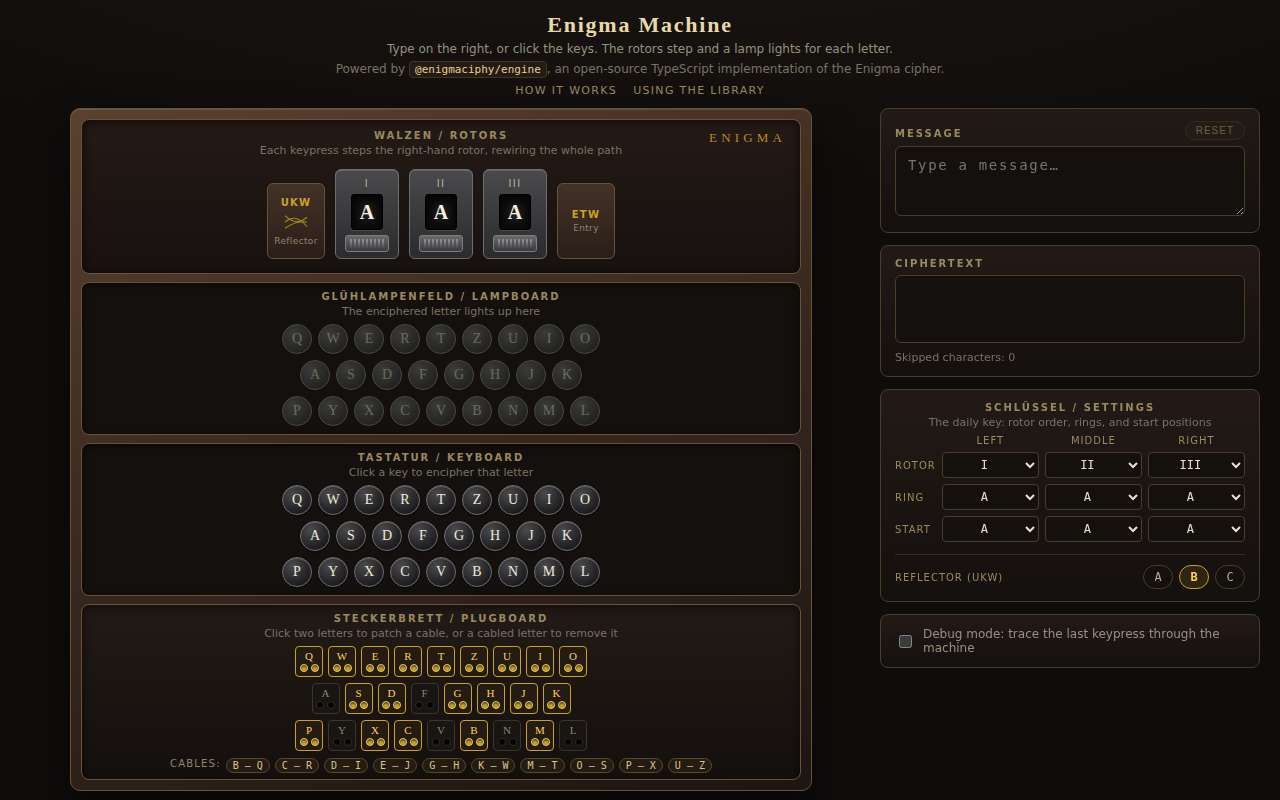 Enigma Machine
Type on the right, or click the keys. The rotors step and a lamp lights for each letter.
Powered by @enigmaciphy/engine, an open-source TypeScript implementation of the Enigma cipher.
HOW IT WORKS USING THE LIBRARY
WALZEN / ROTORS
ENIGMA
Each keypress steps the right-hand rotor, rewiring the whole path
UKW
Reflector
I
A
II
A
III
A
ETW
Entry
GLÜHLAMPENFELD / LAMPBOARD
The enciphered letter lights up here
Q W E R T Z U I O
A S D F G H J K
P Y X C V B N M L
TASTATUR / KEYBOARD
Click a key to encipher that letter
Q W E R T Z U I O
A S D F G H J K
P Y X C V B N M L
STECKERBRETT / PLUGBOARD
Click two letters to patch a cable, or a cabled letter to remove it
Q W E R T Z U I O
A S D F G H J K
P Y X C V B N M L
CABLES: B — Q C — R D — I E — J G — H K — W M — T O — S P — X U — Z
MESSAGE RESET
Type a message…
CIPHERTEXT
Skipped characters: 0
SCHLÜSSEL / SETTINGS
The daily key: rotor order, rings, and start positions
LEFT MIDDLE RIGHT
ROTOR I II III
RING A A A
START A A A
REFLECTOR (UKW) A B C
Debug mode: trace the last keypress through the
machine